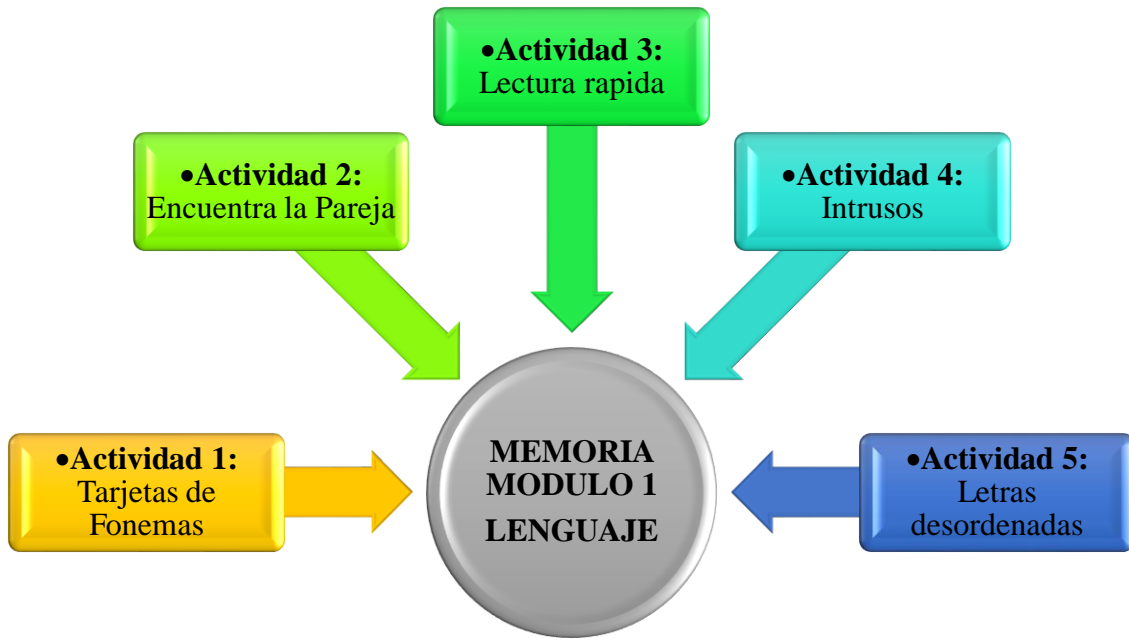 •Actividad 3:
Lectura rapida
•Actividad 2:
Encuentra la Pareja
•Actividad 4:
Intrusos
•Actividad 1:
Tarjetas de
Fonemas
MEMORIA
MODULO 1
LENGUAJE
•Actividad 5:
Letras
desordenadas